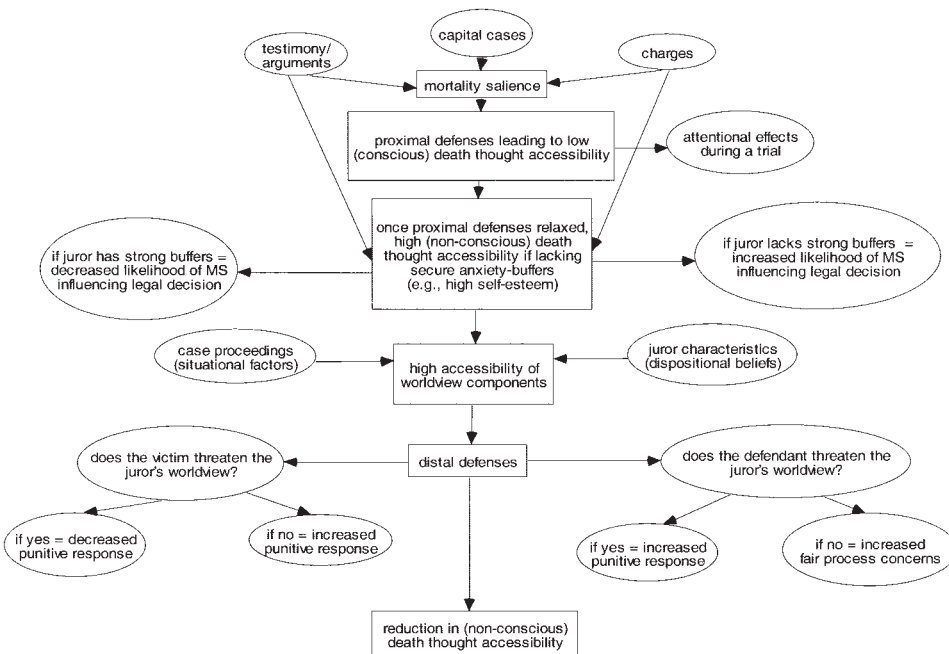 capital cases
testimony/
arguments
charges
mortality salience
proximal defenses leading to low
(conscious) death thought accessibility
attentional effects
during a trial
once proximal defenses relaxed,
high (non-conscious) death
thought accessibility if lacking
secure anxiety-buffers
(e.g., high self-esteem)
if juror has strong buffers =
decreased likelihood of MS
influencing legal decision
if juror lacks strong buffers =
increased likelihood of MS
influencing legal decision
case proceedings
(situational factors)
high accessibility of
worldview components
juror characteristics
(dispositional beliefs)
does the victim threaten the
juror's worldview?
distal defenses
does the defendant threaten the
juror's worldview?
if yes = decreased
punitive response
if no = increased
punitive response
if yes = increased
punitive response
if no = increased
fair process concerns
reduction in (non-conscious)
death thought accessibility